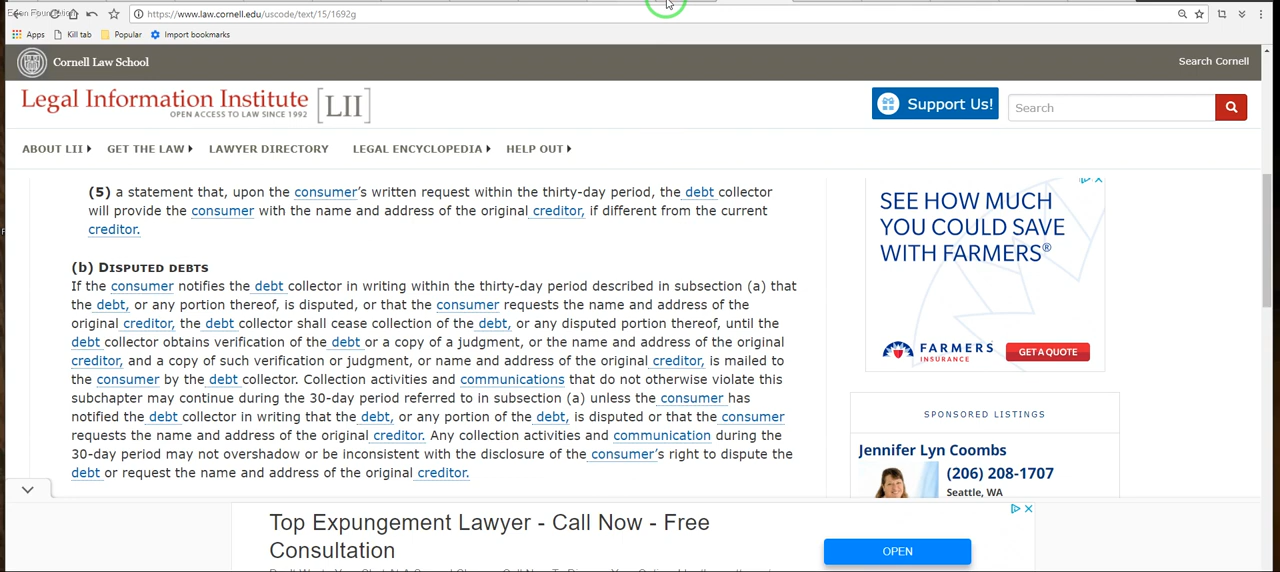 https://www.law.cornell.edu/uscode/text/15/1692g
Apps Kill tab Popular Import bookmarks
Cornell Law School
Search Cornell
Legal Information Institute [LII]
OPEN ACCESS TO LAW SINCE 1992
Support Us!
Search
ABOUT LII GET THE LAW LAWYER DIRECTORY LEGAL ENCYCLOPEDIA HELP OUT
(5) a statement that, upon the consumer's written request within the thirty-day period, the debt collector
will provide the consumer with the name and address of the original creditor, if different from the current
creditor.
(b) DISPUTED DEBTS
If the consumer notifies the debt collector in writing within the thirty-day period described in subsection (a) that
the debt, or any portion thereof, is disputed, or that the consumer requests the name and address of the
original creditor, the debt collector shall cease collection of the debt, or any disputed portion thereof, until the
debt collector obtains verification of the debt or a copy of a judgment, or the name and address of the original
creditor, and a copy of such verification or judgment, or name and address of the original creditor, is mailed to
the consumer by the debt collector. Collection activities and communications that do not otherwise violate this
subchapter may continue during the 30-day period referred to in subsection (a) unless the consumer has
notified the debt collector in writing that the debt, or any portion of the debt, is disputed or that the consumer
requests the name and address of the original creditor. Any collection activities and communication during the
30-day period may not overshadow or be inconsistent with the disclosure of the consumer's right to dispute the
debt or request the name and address of the original creditor.
SEE HOW MUCH
YOU COULD SAVE
WITH FARMERS®
FARMERS
INSURANCE
GET A QUOTE
SPONSORED LISTINGS
Jennifer Lyn Coombs
(206) 208-1707
Seattle, WA
Top Expungement Lawyer - Call Now - Free
Consultation
OPEN